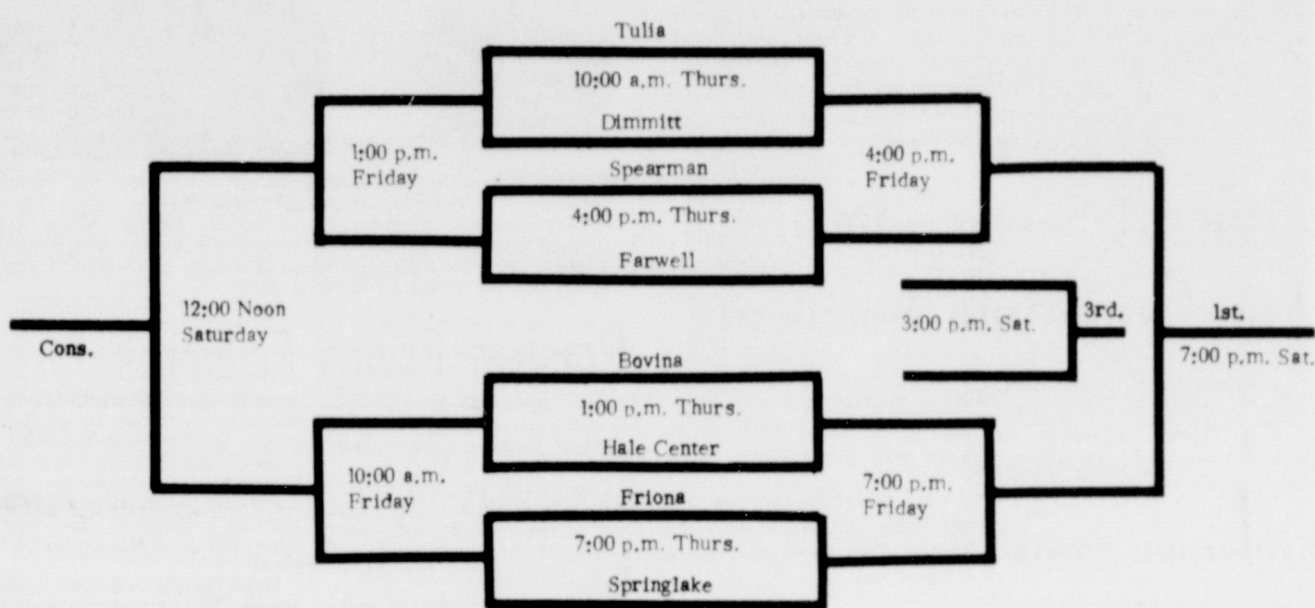 Tulia
10:00 a.m. Thurs.
Dimmitt
1:00 p.m.
Friday
Spearman
4:00 p.m.
Friday
4:00 p.m. Thurs.
Farwell
12:00 Noon
Saturday
Cons.
3:00 p.m. Sat.
3rd.
1st.
7:00 p.m. Sat.
Bovina
1:00 p.m. Thurs.
Hale Center
10:00 a.m.
Friday
Friona
7:00 p.m.
Friday
7:00 p.m. Thurs.
Springlake